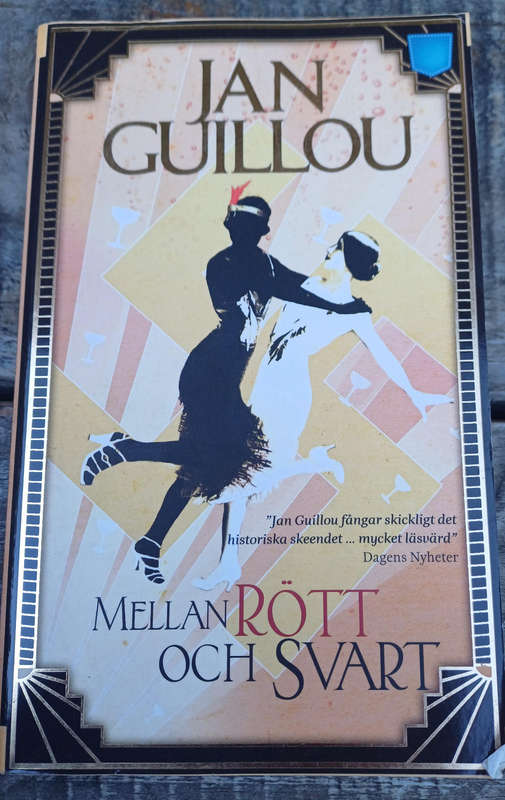 JAN
GUILLOU
”Jan Guillou fångar skickligt det
historiska skeendet ... mycket läsvärd”
Dagens Nyheter
MELLAN RÖTT
OCH SVART